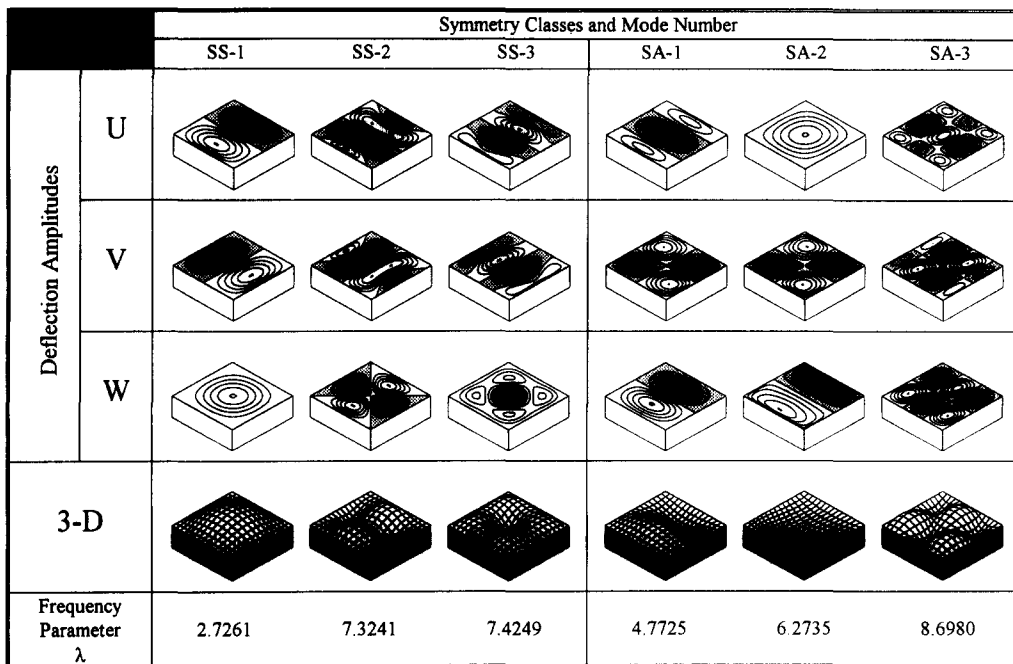 Symmetry Classes and Mode Number
SS-1 SS-2 SS-3 SA-1 SA-2 SA-3
Deflection Amplitudes
U
V
W
3-D
Frequency
Parameter
λ
2.7261 7.3241 7.4249 4.7725 6.2735 8.6980